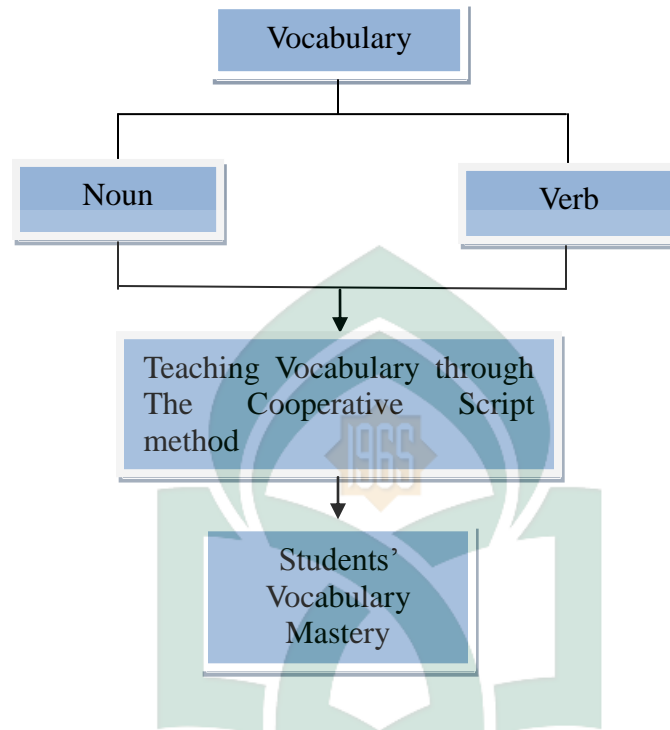 Vocabulary
Noun
Verb
Teaching Vocabulary through
The Cooperative Script
method
1965
Students’
Vocabulary
Mastery